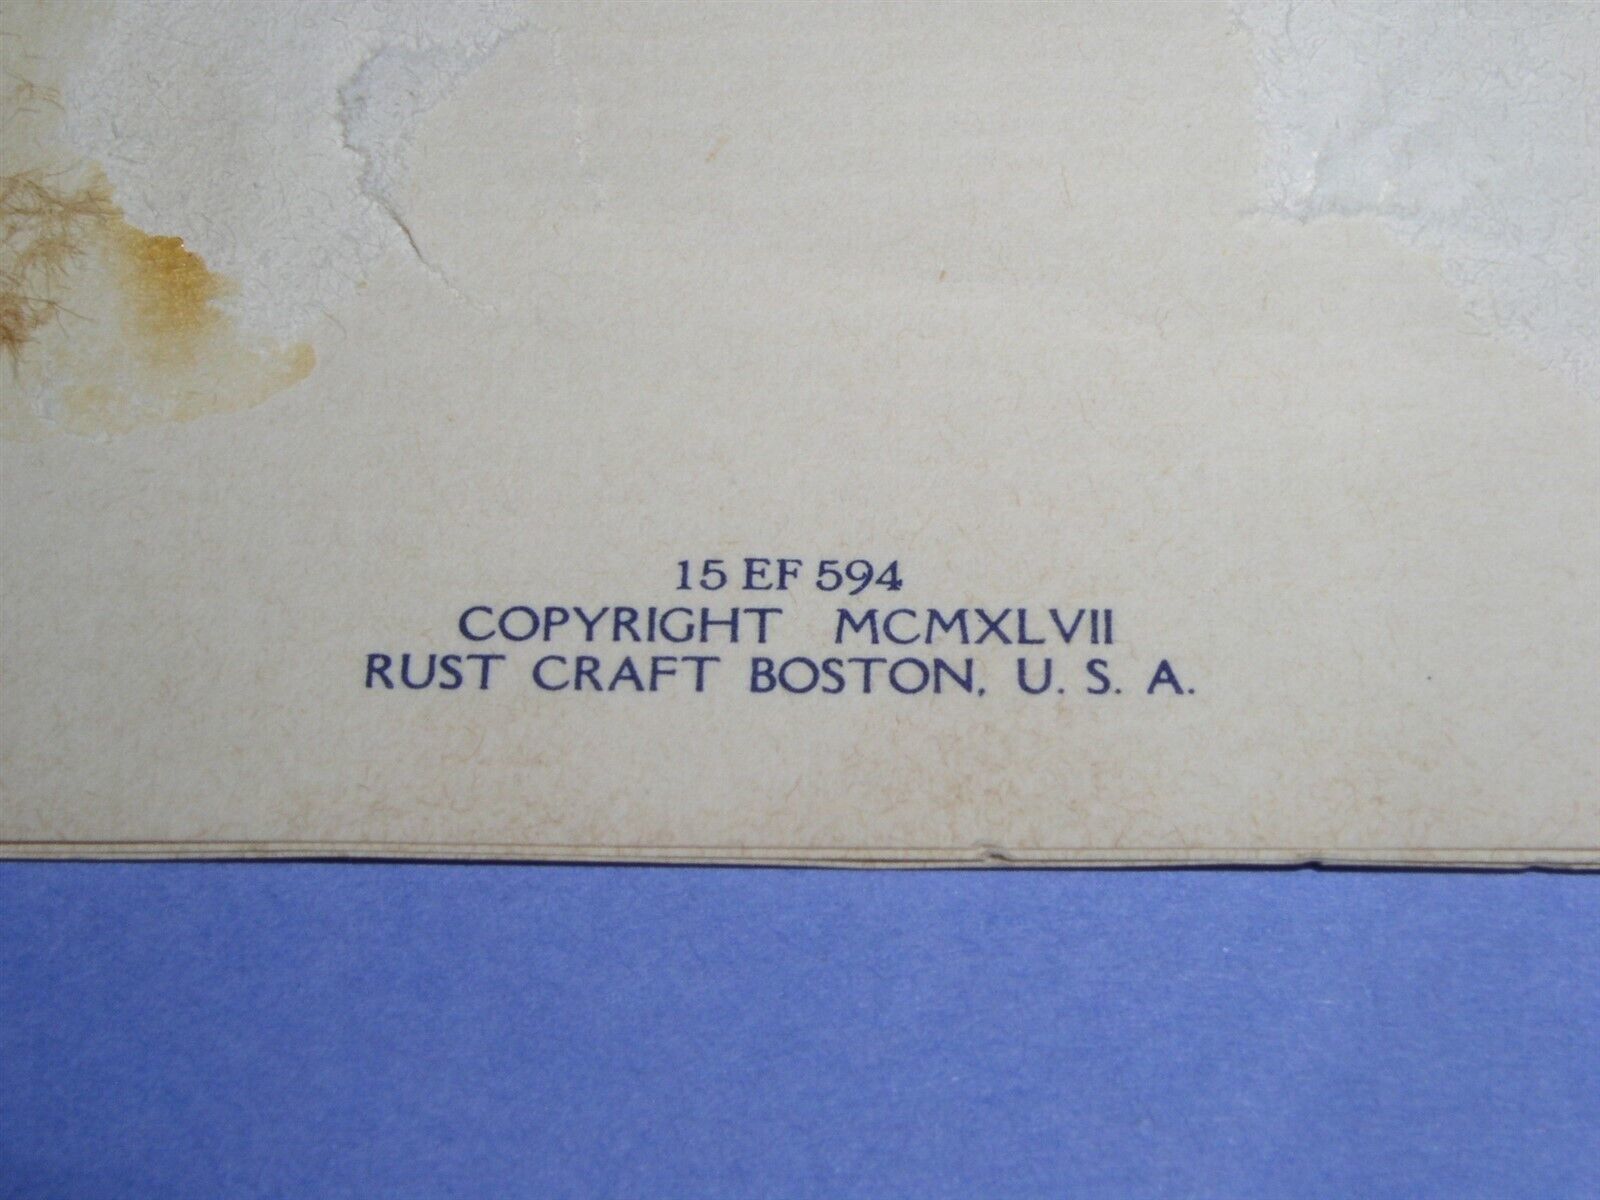 15 EF 594
COPYRIGHT MCMXLVII
RUST CRAFT BOSTON, U. S. A.